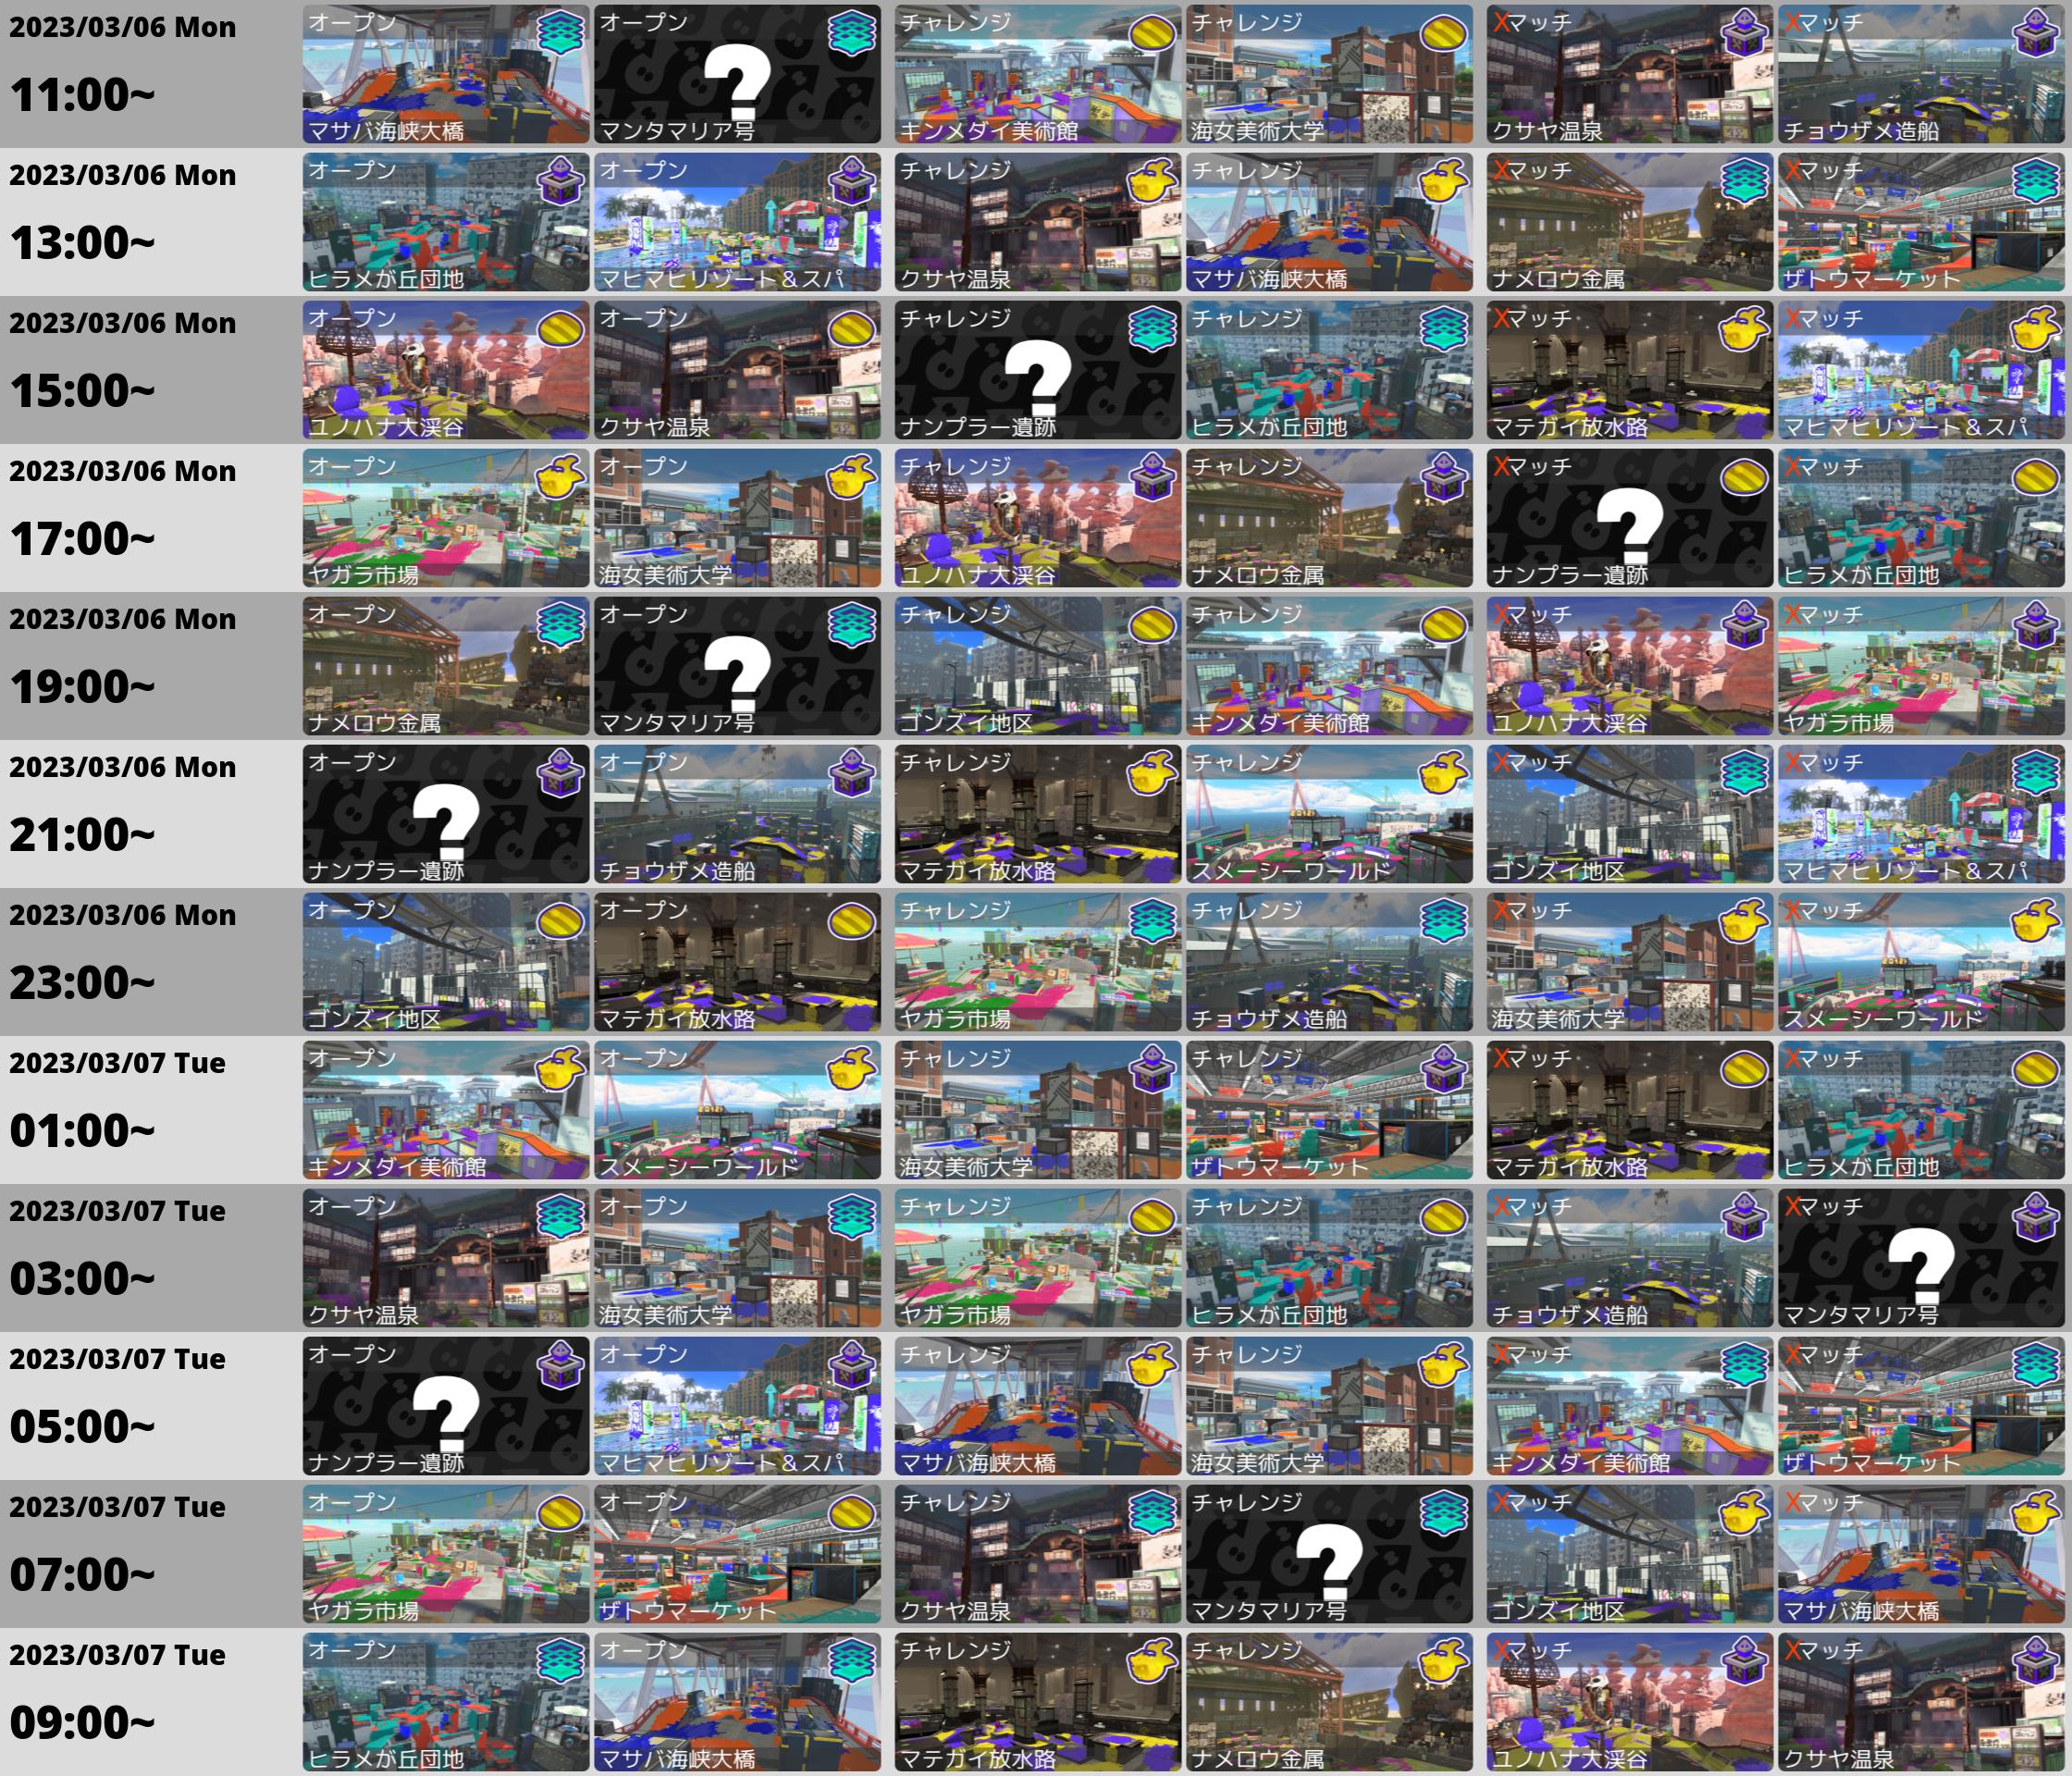 2023/03/06 Mon
11:00~
オープン
マサバ海峡大橋
オープン
?
マンタマリア号
チャレンジ
キンメダイ美術館
チャレンジ
海女美術大学
Xマッチ
クサヤ温泉
Xマッチ
チョウザメ造船
2023/03/06 Mon
13:00~
オープン
ヒラメが丘団地
オープン
マヒマヒリゾート&スパ
チャレンジ
クサヤ温泉
チャレンジ
マサバ海峡大橋
Xマッチ
ナメロウ金属
Xマッチ
ザトウマーケット
2023/03/06 Mon
15:00~
オープン
ユノハナ大渓谷
オープン
クサヤ温泉
チャレンジ
?
ナンプラー遺跡
チャレンジ
ヒラメが丘団地
Xマッチ
マテガイ放水路
Xマッチ
マヒマヒリゾート&スパ
2023/03/06 Mon
17:00~
オープン
ヤガラ市場
オープン
海女美術大学
チャレンジ
ユノハナ大渓谷
チャレンジ
ナメロウ金属
Xマッチ
?
ナンプラー遺跡
Xマッチ
ヒラメが丘団地
2023/03/06 Mon
19:00~
オープン
ナメロウ金属
オープン
?
マンタマリア号
チャレンジ
ゴンズイ地区
チャレンジ
キンメダイ美術館
Xマッチ
ユノハナ大渓谷
Xマッチ
ヤガラ市場
2023/03/06 Mon
21:00~
オープン
?
ナンプラー遺跡
オープン
チョウザメ造船
チャレンジ
マテガイ放水路
チャレンジ
スメーシーワールド
Xマッチ
ゴンズイ地区
Xマッチ
マヒマヒリゾート&スパ
2023/03/06 Mon
23:00~
オープン
ゴンズイ地区
オープン
マテガイ放水路
チャレンジ
ヤガラ市場
チャレンジ
チョウザメ造船
Xマッチ
海女美術大学
Xマッチ
スメーシーワールド
2023/03/07 Tue
01:00~
オープン
キンメダイ美術館
オープン
スメーシーワールド
チャレンジ
海女美術大学
チャレンジ
ザトウマーケット
Xマッチ
マテガイ放水路
Xマッチ
ヒラメが丘団地
2023/03/07 Tue
03:00~
オープン
クサヤ温泉
オープン
海女美術大学
チャレンジ
ヤガラ市場
チャレンジ
ヒラメが丘団地
Xマッチ
チョウザメ造船
Xマッチ
?
マンタマリア号
2023/03/07 Tue
05:00~
オープン
?
ナンプラー遺跡
オープン
マヒマヒリゾート&スパ
チャレンジ
マサバ海峡大橋
チャレンジ
海女美術大学
Xマッチ
キンメダイ美術館
Xマッチ
ザトウマーケット
2023/03/07 Tue
07:00~
オープン
ヤガラ市場
オープン
ザトウマーケット
チャレンジ
クサヤ温泉
チャレンジ
?
マンタマリア号
Xマッチ
ゴンズイ地区
Xマッチ
マサバ海峡大橋
2023/03/07 Tue
09:00~
オープン
ヒラメが丘団地
オープン
マサバ海峡大橋
チャレンジ
マテガイ放水路
チャレンジ
ナメロウ金属
Xマッチ
ユノハナ大渓谷
Xマッチ
クサヤ温泉